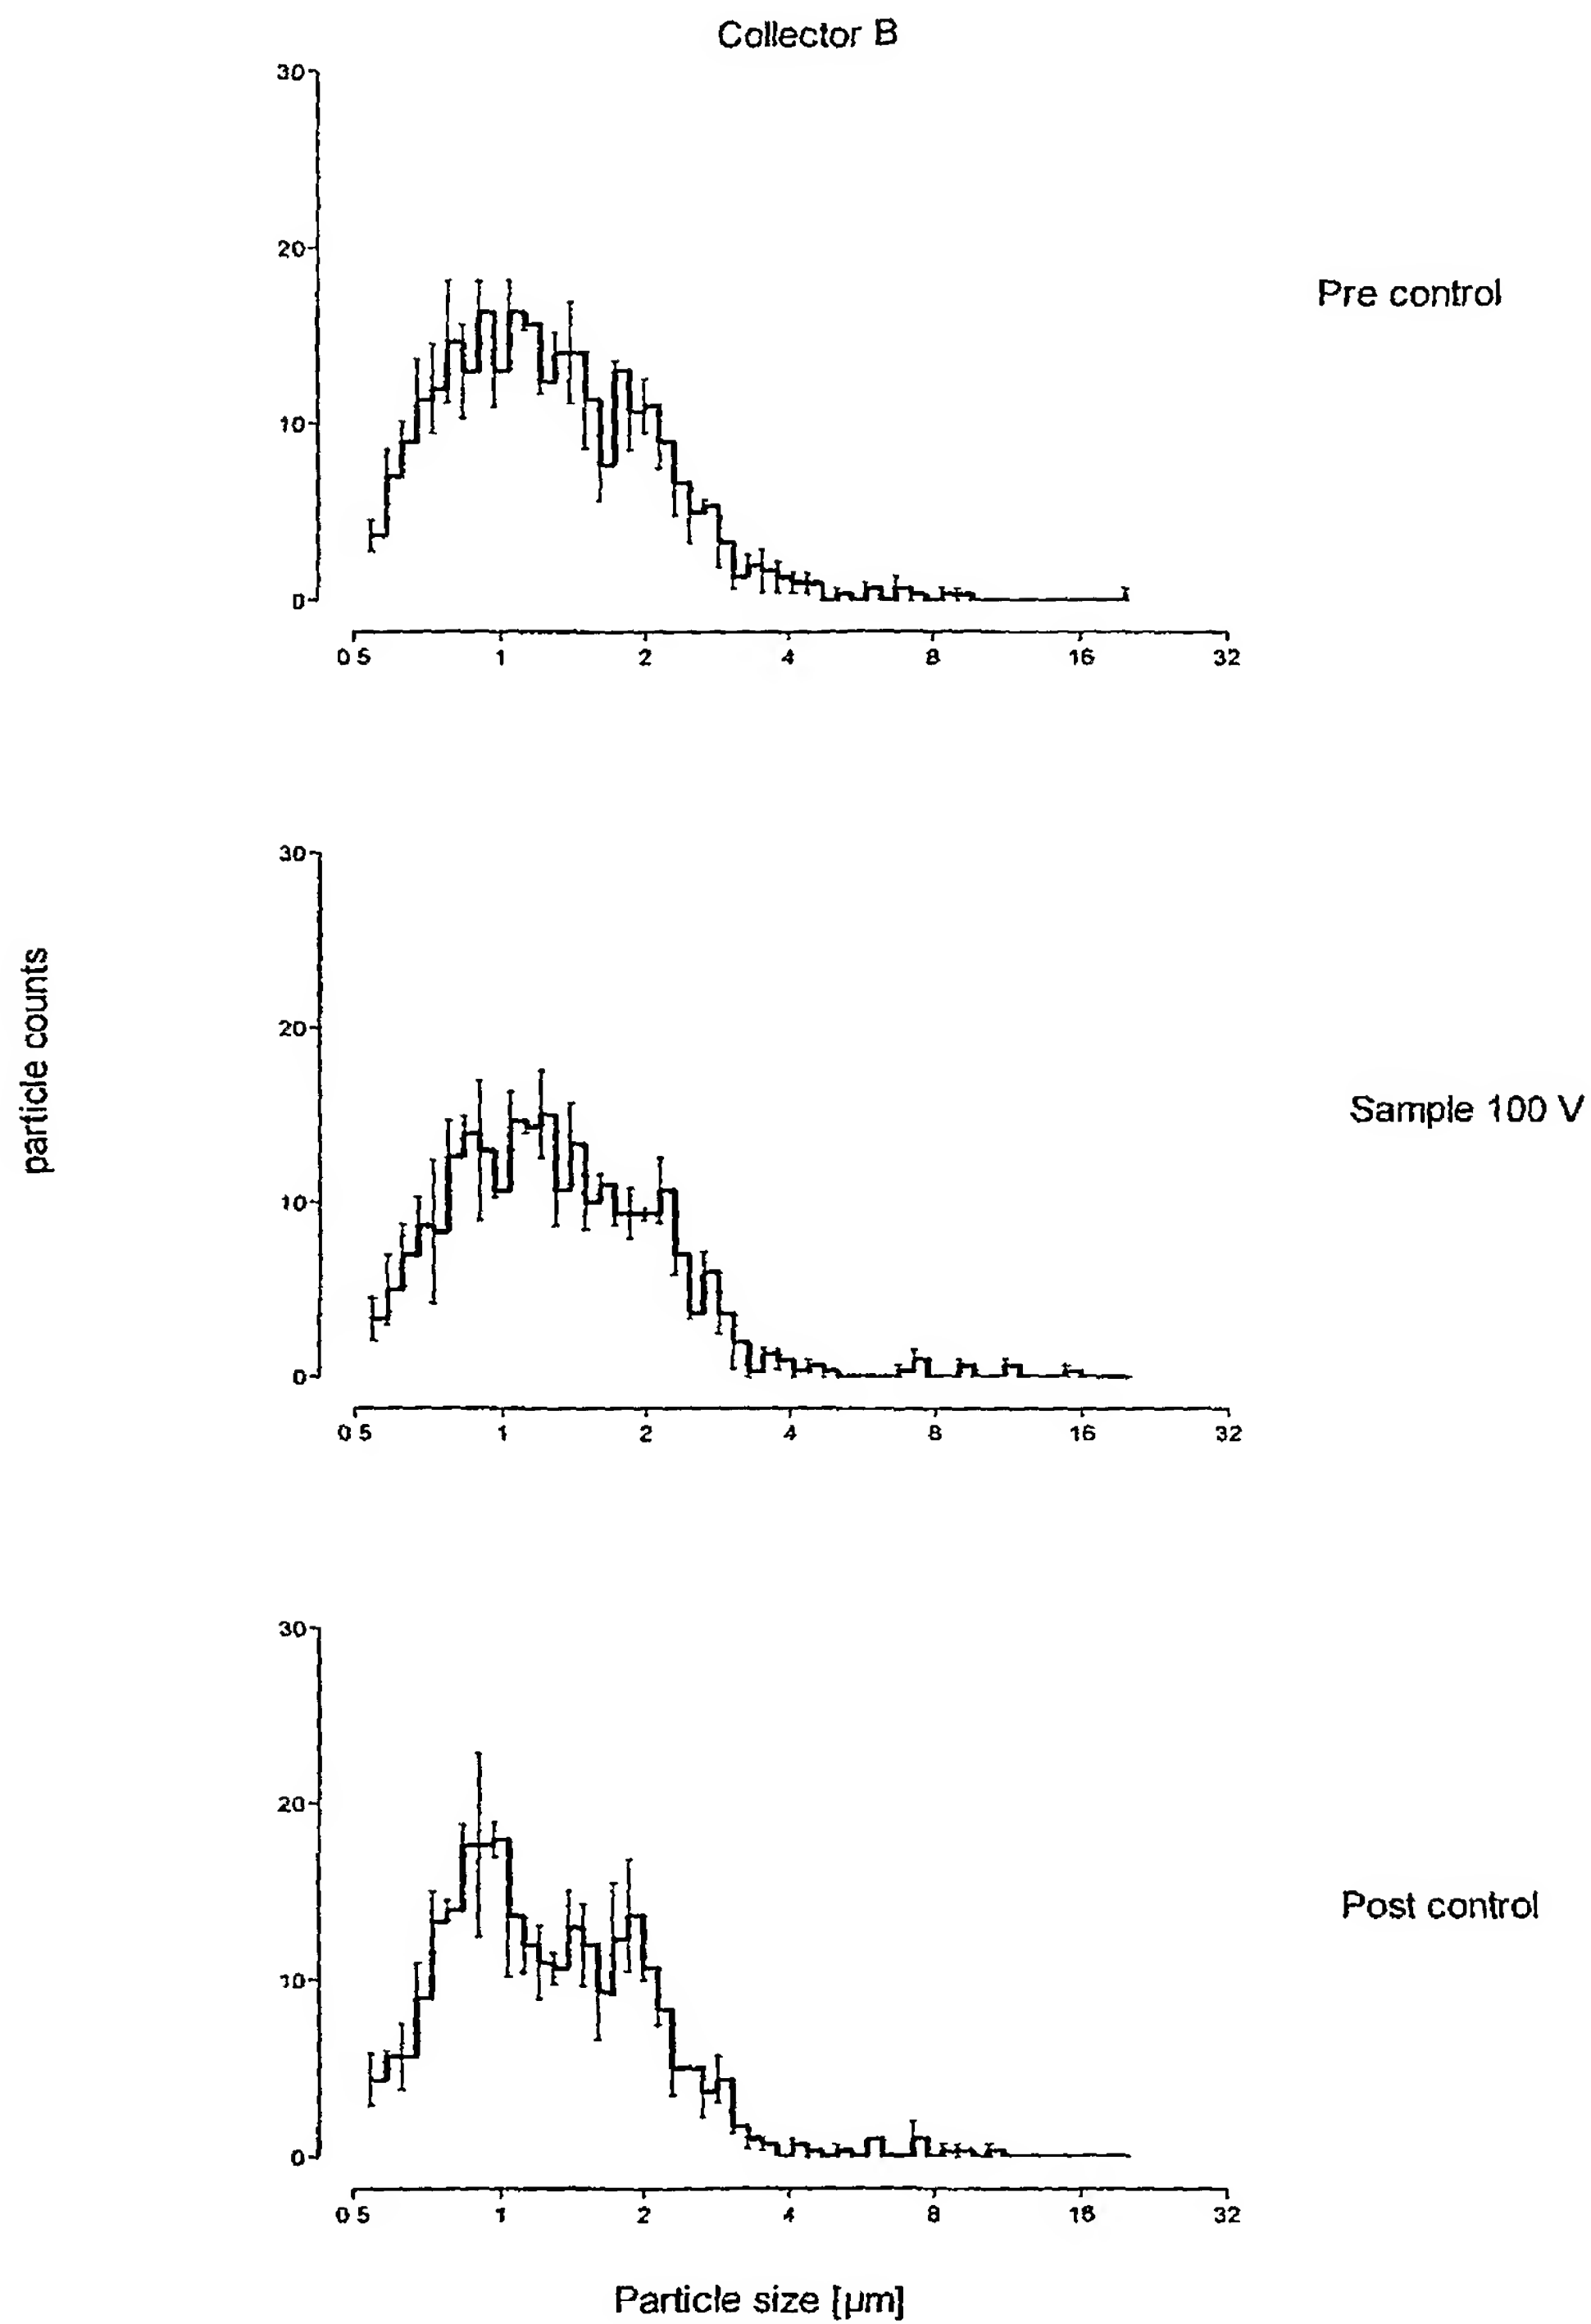 Collector B
30
20
10
0
0 5 1 2 4 8 16 32
Pre control
particle counts
30
20
10
0
0 5 1 2 4 8 16 32
Sample 100 V
30
20
10
0
0 5 1 2 4 8 16 32
Post control
Particle size [µm]